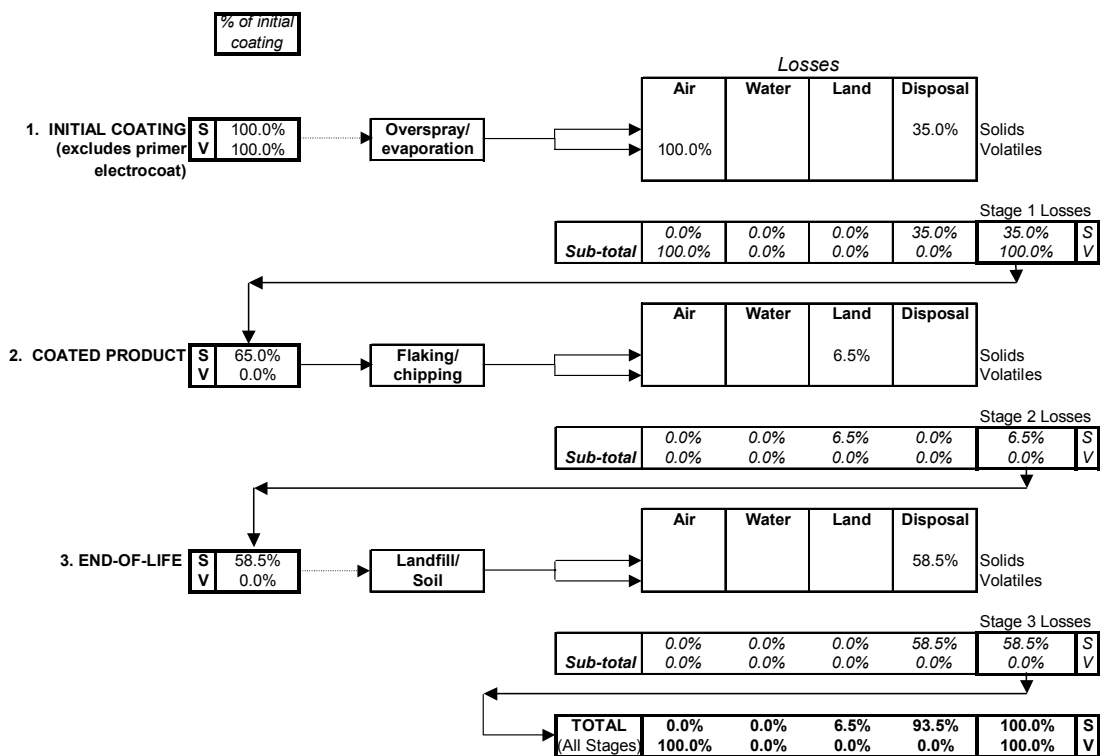 % of initial
coating
Losses
Air Water Land Disposal
1. INITIAL COATING S 100.0% Overspray/ 35.0% Solids
(excludes primer V 100.0% evaporation 100.0% Volatiles
electrocoat)
Stage 1 Losses
0.0% 0.0% 0.0% 35.0% 35.0% S
Sub-total 100.0% 0.0% 0.0% 0.0% 100.0% V
Air Water Land Disposal
2. COATED PRODUCT S 65.0% Flaking/ 6.5% Solids
V 0.0% chipping Volatiles
Stage 2 Losses
0.0% 0.0% 6.5% 0.0% 6.5% S
Sub-total 0.0% 0.0% 0.0% 0.0% 0.0% V
Air Water Land Disposal
3. END-OF-LIFE S 58.5% Landfill/ 58.5% Solids
V 0.0% Soil Volatiles
Stage 3 Losses
0.0% 0.0% 0.0% 58.5% 58.5% S
Sub-total 0.0% 0.0% 0.0% 0.0% 0.0% V
TOTAL 0.0% 0.0% 6.5% 93.5% 100.0% S
(All Stages) 100.0% 0.0% 0.0% 0.0% 100.0% V